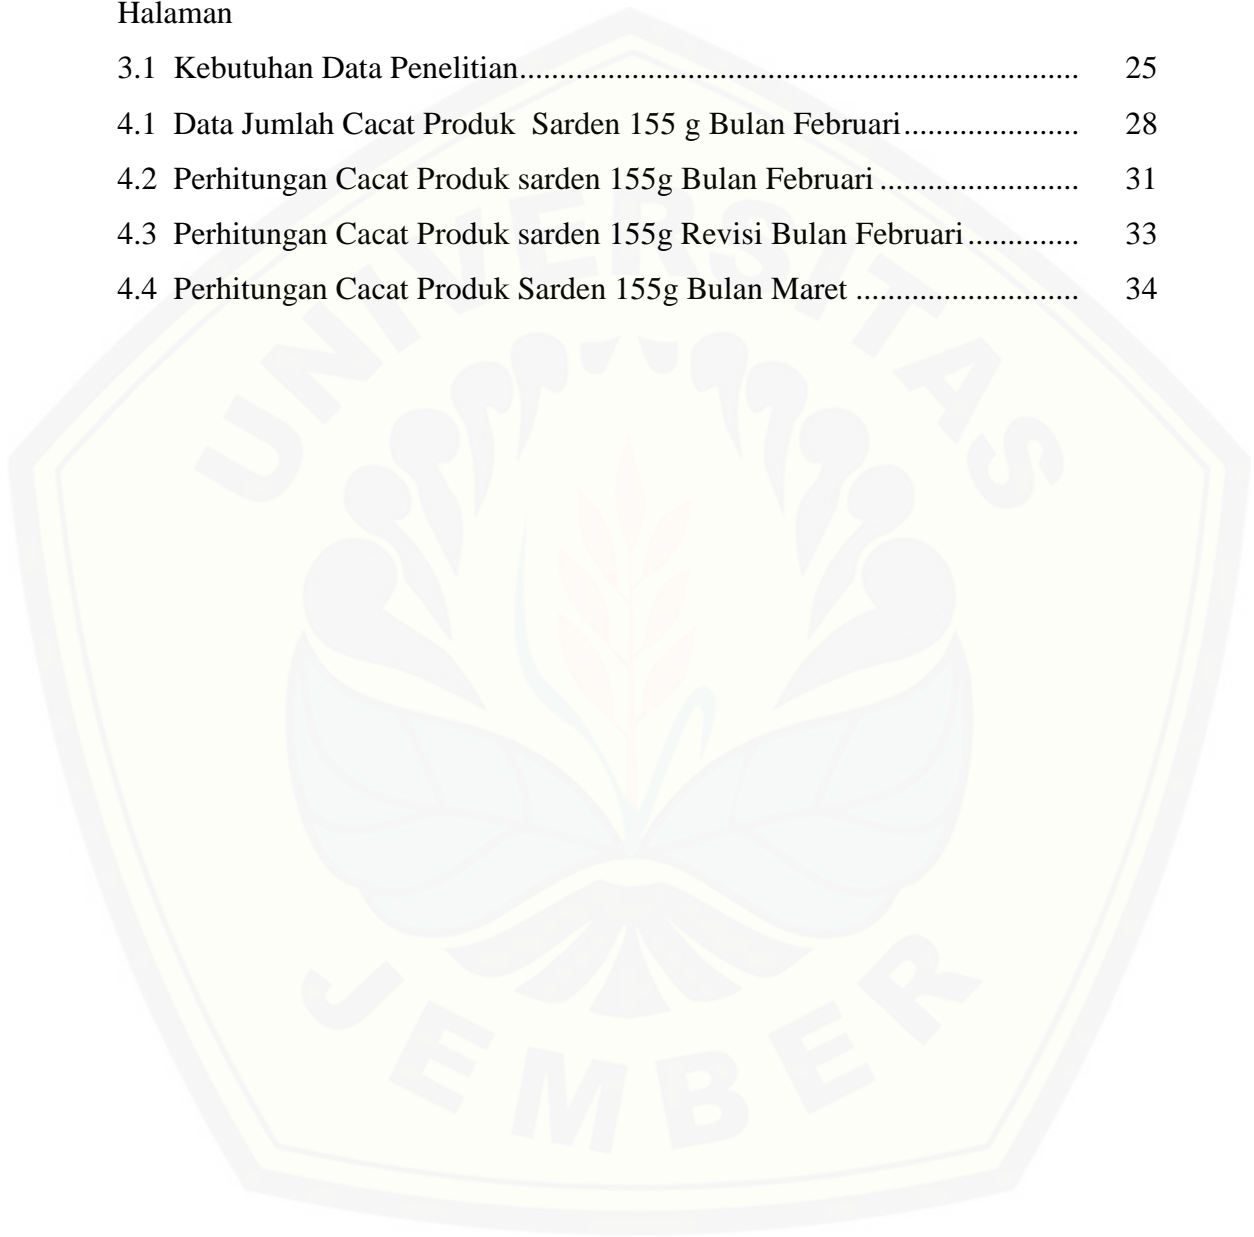 Halaman
3.1 Kebutuhan Data Penelitian...................................................................... 25
4.1 Data Jumlah Cacat Produk  Sarden 155 g Bulan Februari...................... 28
4.2 Perhitungan Cacat Produk sarden 155g Bulan Februari ......................... 31
4.3 Perhitungan Cacat Produk sarden 155g Revisi Bulan Februari.............. 33
4.4 Perhitungan Cacat Produk Sarden 155g Bulan Maret ............................ 34
UNIVERSITAS
JEMBER